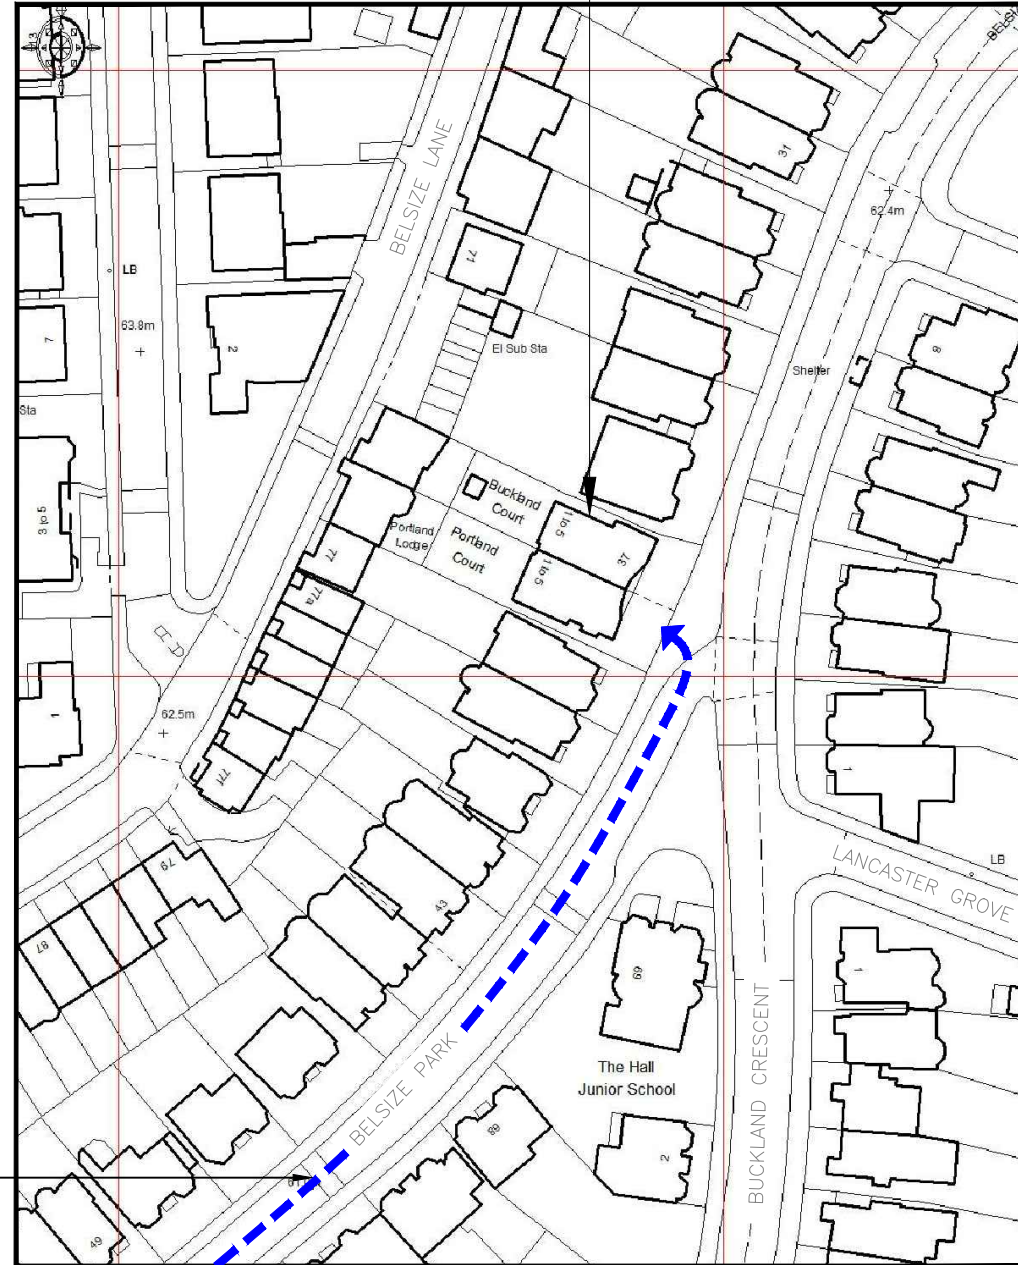 13
BELSIZE LANE
31
62.4m
LB
63.8m
71
7
2
El Sub Sta
Shelter
8
Sta
3 to 5
Buckland
Court
Portland
Lodge
Portland
Court
1 to 5
1 to 5
37
77
77a
1
62.5m
77f
1
79
87
43
LANCASTER GROVE
LB
69
1
BELSIZE PARK
The Hall
Junior School
BUCKLAND CRESCENT
68
2
49